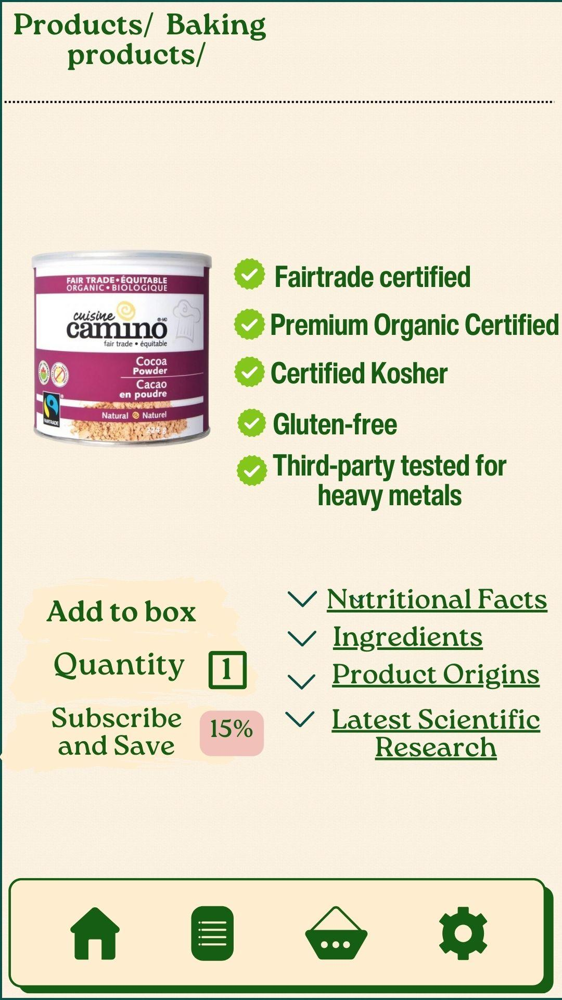 Products/ Baking
products/
FAIR TRADE • ÉQUITABLE
ORGANIC • BIOLOGIQUE
cuisine
camino
®·MD
fair trade • équitable
Cocoa
Powder
Cacao
en poudre
Natural Naturel
FAIRTRADE
®
224 g
Fairtrade certified
Premium Organic Certified
Certified Kosher
Gluten-free
Third-party tested for
heavy metals
Add to box
Quantity 1
Subscribe
and Save
15%
Nutritional Facts
Ingredients
Product Origins
Latest Scientific
Research